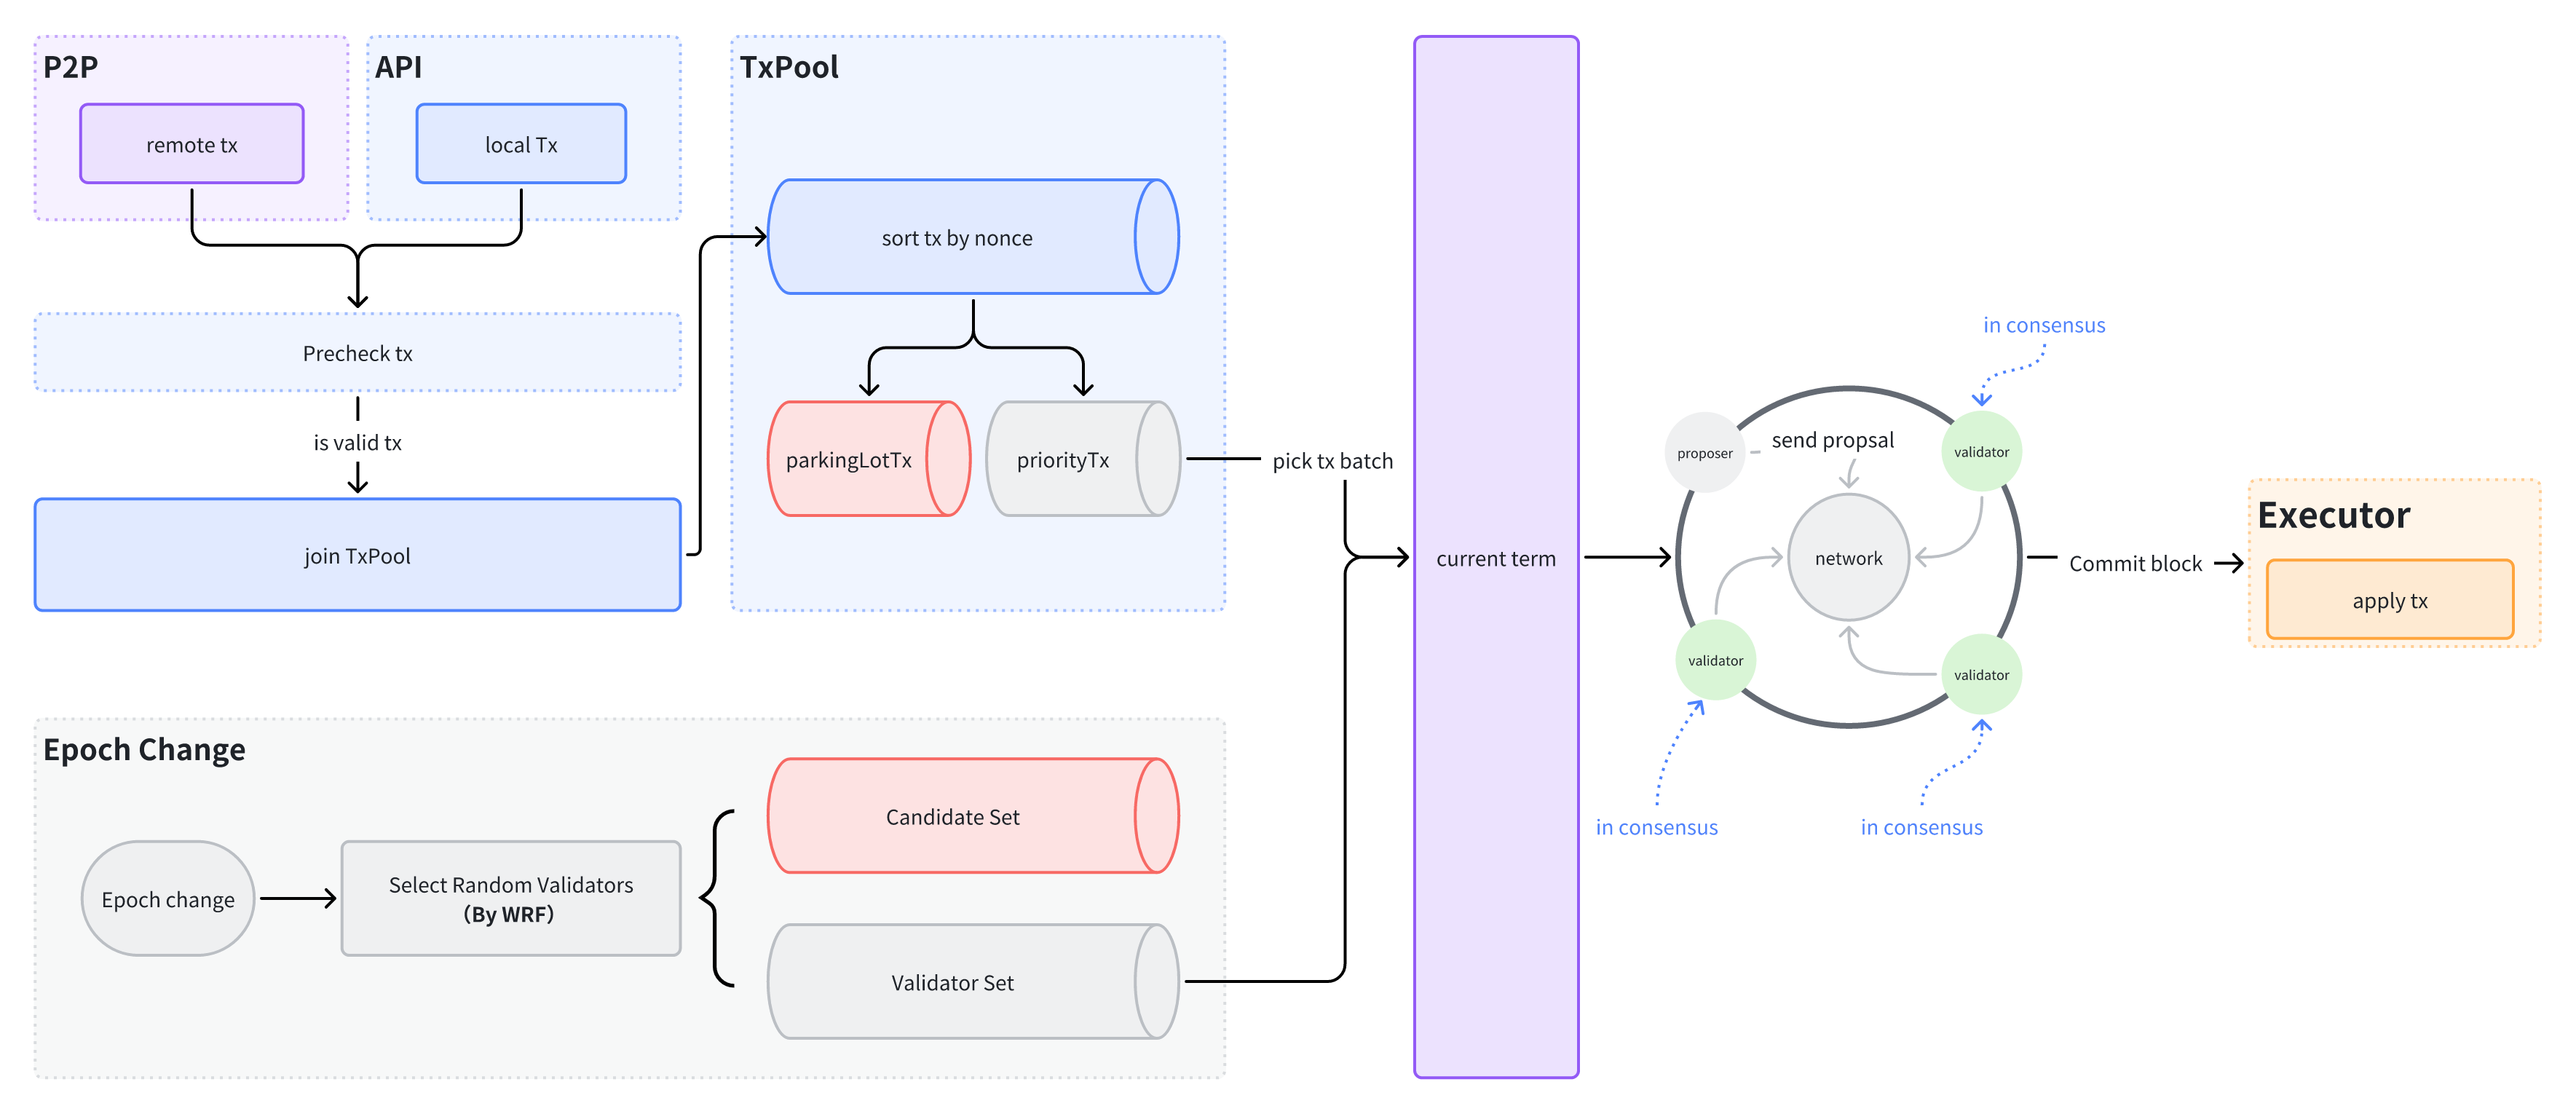 P2P
remote tx
API
local Tx
Precheck tx
is valid tx
join TxPool
TxPool
sort tx by nonce
parkingLotTx
priorityTx
pick tx batch
Epoch Change
Epoch change
Select Random Validators
（By WRF）
Candidate Set
Validator Set
current term
in consensus
proposer
send propsal
validator
network
validator
validator
in consensus
in consensus
Commit block
Executor
apply tx